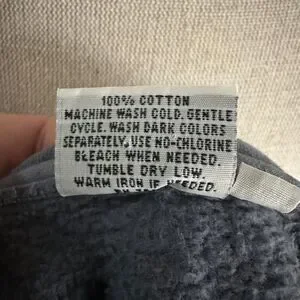 100% COTTON
MACHINE WASH COLD. GENTLE
CYCLE. WASH DARK COLORS
SEPARATELY. USE NO-CHLORINE
BLEACH WHEN NEEDED.
TUMBLE DRY LOW.
WARM IRON IF NEEDED.